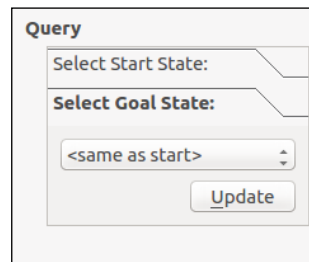 Query
Select Start State:
Select Goal State:
<same as start>
Update